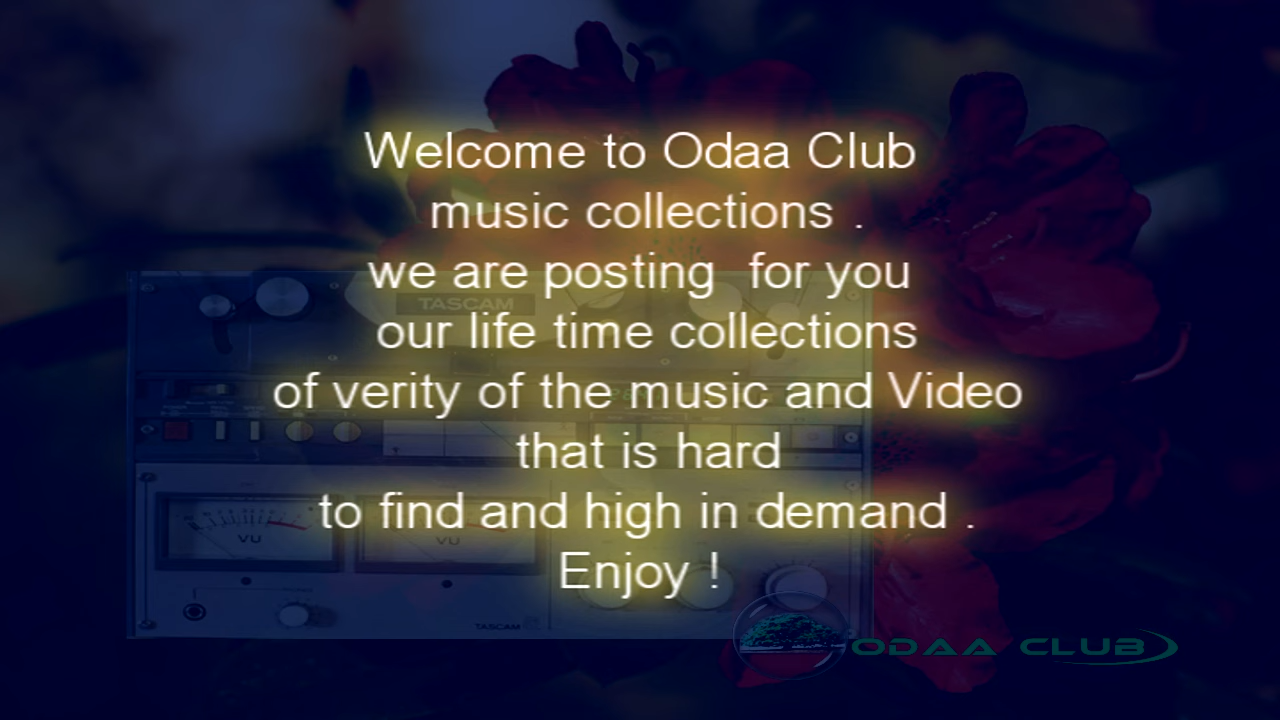 Welcome to Odaa Club
music collections .
we are posting for you
our life time collections
of verity of the music and Video
that is hard
to find and high in demand .
Enjoy !
TASCAM
VU
VU
TASCAM
ODAA CLUB